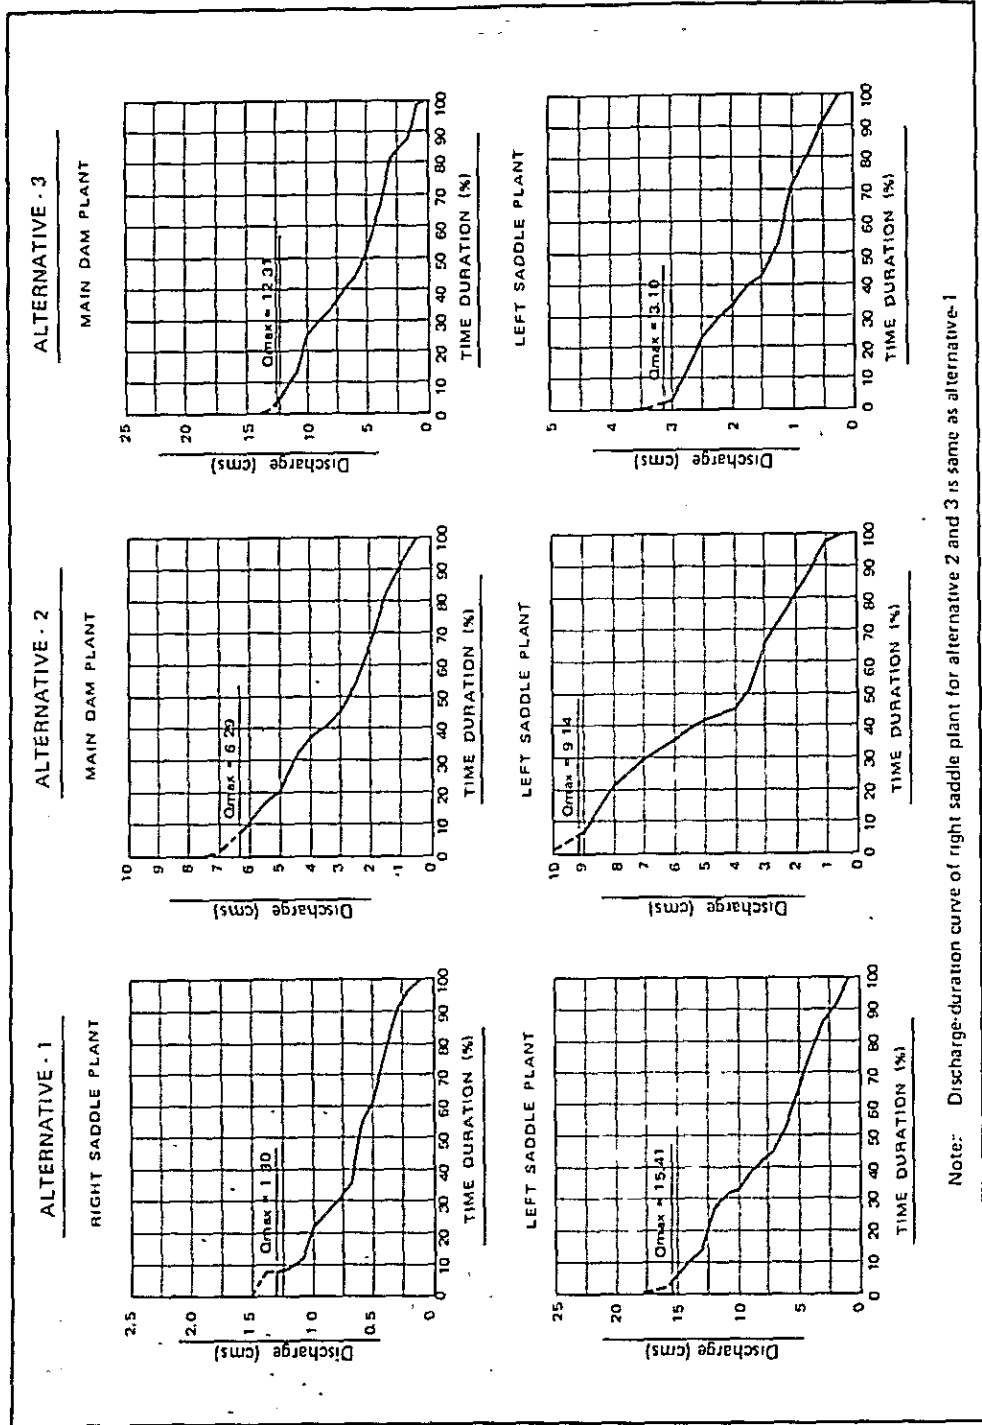 ALTERNATIVE - 1
RIGHT SADDLE PLANT
Discharge (cms)
2.5
2.0
1 5
1.0
0.5
0
Qmax = 1 30
0 10 20 30 40 50 60 70 80 90 100
TIME DURATION (%)
LEFT SADDLE PLANT
Discharge (cms)
25
20
15
10
5
0
Qmax = 15.41
0 10 20 30 40 50 60 70 80 90 100
TIME DURATION (%)
ALTERNATIVE - 2
MAIN DAM PLANT
Discharge (cms)
10
9
8
7
6
5
4
3
2
1
0
Qmax = 6 29
0 10 20 30 40 50 60 70 80 90 100
TIME DURATION (%)
LEFT SADDLE PLANT
Discharge (cms)
10
9
8
7
6
5
4
3
2
1
0
Qmax = 9 14
0 10 20 30 40 50 60 70 80 90 100
TIME DURATION (%)
ALTERNATIVE - 3
MAIN DAM PLANT
Discharge (cms)
25
20
15
10
5
0
Qmax = 12.31
0 10 20 30 40 50 60 70 80 90 100
TIME DURATION (%)
LEFT SADDLE PLANT
Discharge (cms)
5
4
3
2
1
0
Qmax = 3.10
0 10 20 30 40 50 60 70 80 90 100
TIME DURATION (%)
Note: Discharge-duration curve of right saddle plant for alternative 2 and 3 is same as alternative-1